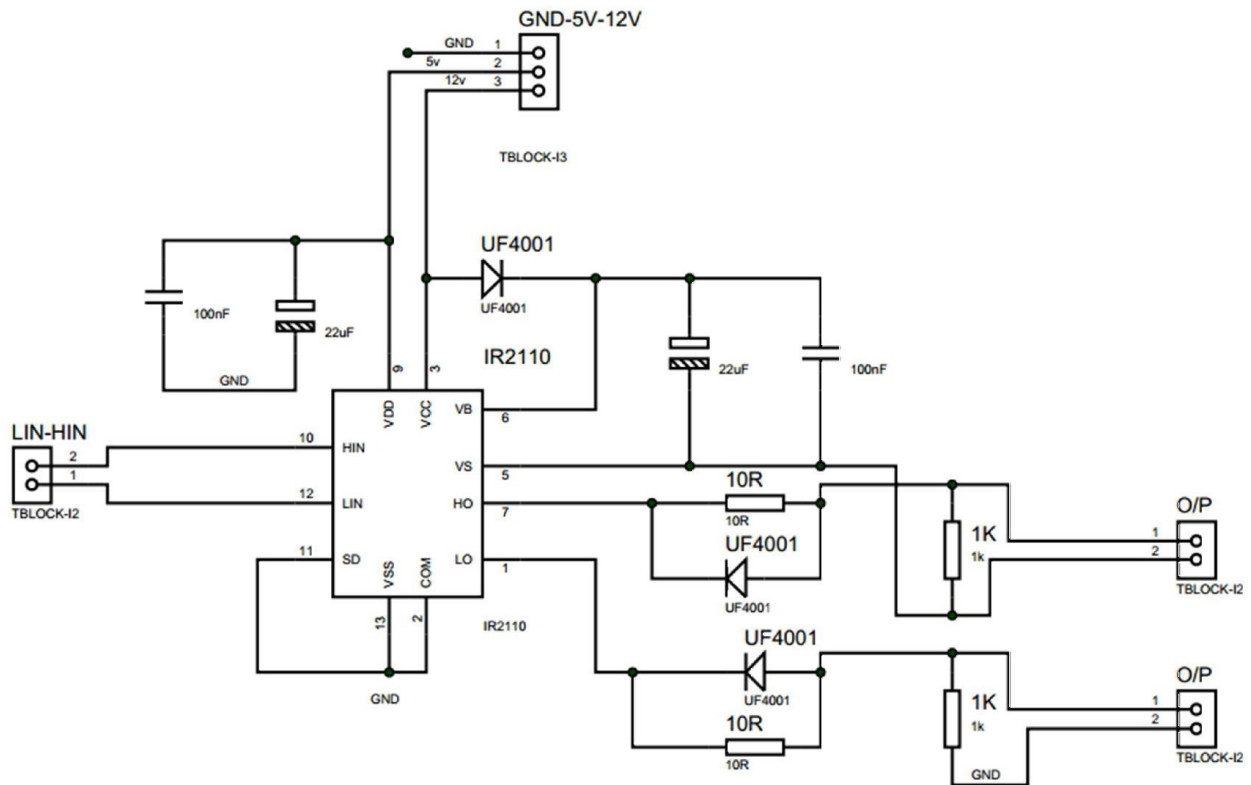 GND-5V-12V
GND 1
5v 2
12v 3
TBLOCK-I3
UF4001
UF4001
100nF
22uF
GND
IR2110
22uF
100nF
9
3
VDD
VCC
VB
6
LIN-HIN
2
1
TBLOCK-I2
10
HIN
12
LIN
11
SD
VS
5
HO
7
LO
1
VSS
COM
13
2
IR2110
GND
10R
10R
UF4001
UF4001
1K
1k
O/P
1
2
TBLOCK-I2
UF4001
UF4001
10R
10R
1K
1k
GND
O/P
1
2
TBLOCK-I2